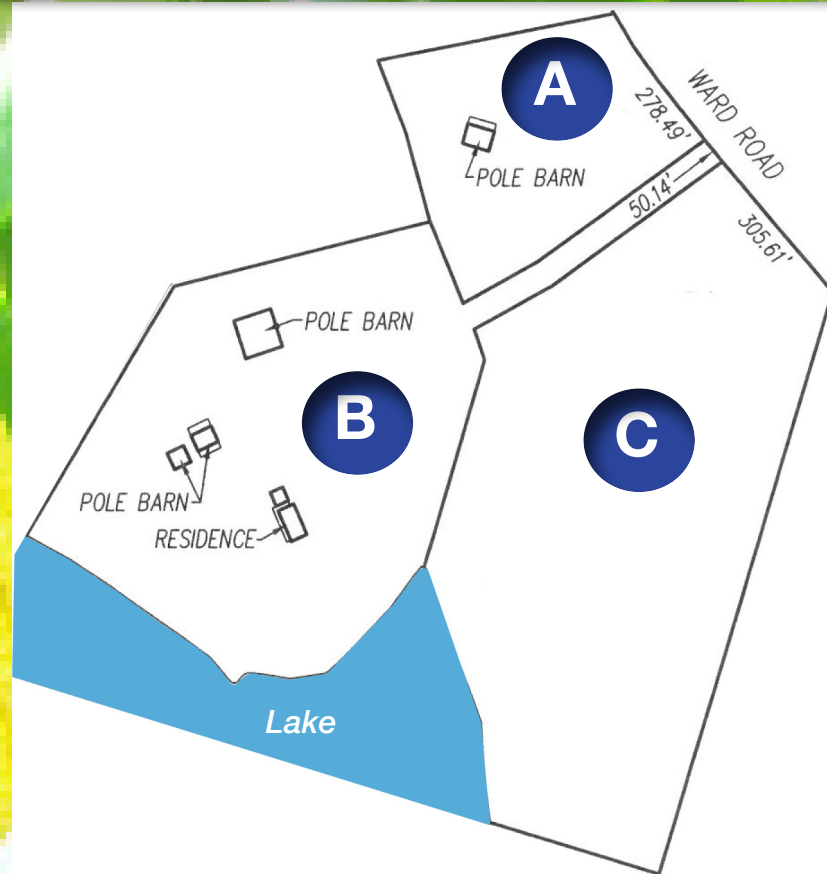 A
278.49'
WARD ROAD
POLE BARN
50.14'
305.61'
POLE BARN
B
C
POLE BARN
RESIDENCE
Lake